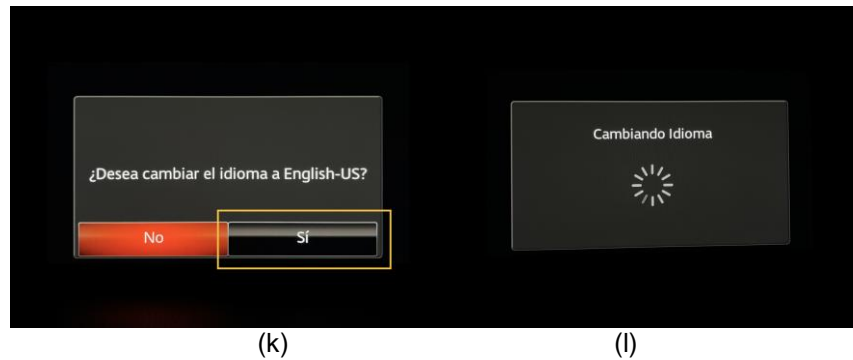 ¿Desea cambiar el idioma a English-US?
No
Sí
Cambiando Idioma
(k)
(l)